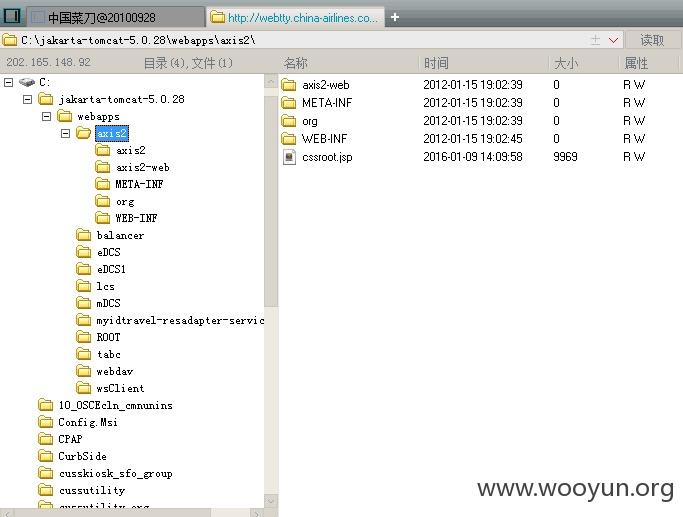 中国菜刀@20100928
http://webtty.china-airlines.co...
C:\jakarta-tomcat-5.0.28\webapps\axis2\
读取
202.165.148.92
目录(4),文件(1)
名称 时间 大小 属性
C:
jakarta-tomcat-5.0.28
webapps
axis2
axis2
axis2-web
META-INF
org
WEB-INF
balancer
eDCS
eDCS1
lcs
mDCS
myidtravel-resadapter-servic
ROOT
tabc
webdav
wsClient
10_OSCEcln_cmnunins
Config.Msi
CPAP
CurbSide
cusskiosk_sfo_group
cussutility
cussutility org
axis2-web 2012-01-15 19:02:39 0 R W
META-INF 2012-01-15 19:02:39 0 R W
org 2012-01-15 19:02:39 0 R W
WEB-INF 2012-01-15 19:02:45 0 R W
cssroot.jsp 2016-01-09 14:09:58 9969 R W
www.wooyun.org